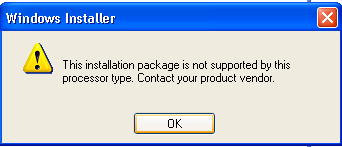 Windows Installer
This installation package is not supported by this
processor type. Contact your product vendor.
OK